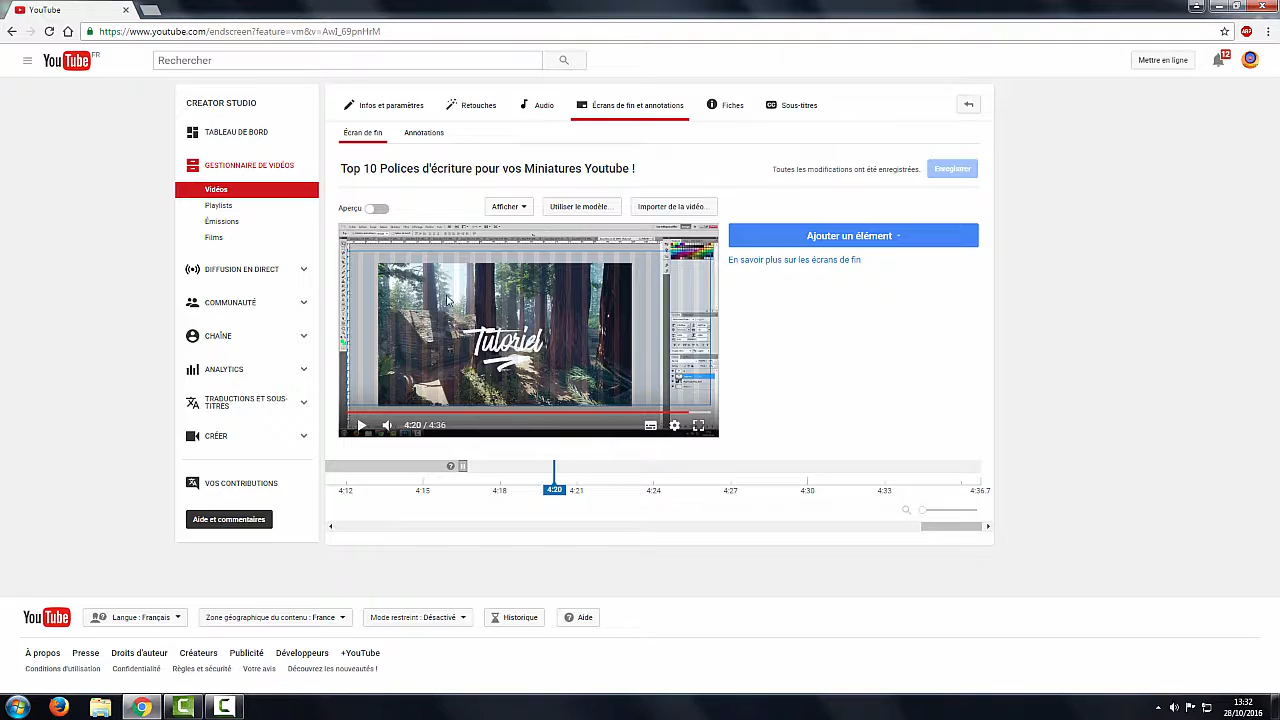 YouTube
https://www.youtube.com/endscreen?feature=vm&v=AwJ_69pnHrM
YouTube FR
Rechercher
Mettre en ligne
12
CREATOR STUDIO
TABLEAU DE BORD
GESTIONNAIRE DE VIDÉOS
Vidéos
Playlists
Émissions
Films
DIFFUSION EN DIRECT
COMMUNAUTÉ
CHAÎNE
ANALYTICS
TRADUCTIONS ET SOUS-
TITRES
CRÉER
VOS CONTRIBUTIONS
Aide et commentaires
Infos et paramètres
Retouches
Audio
Écrans de fin et annotations
Fiches
CC Sous-titres
Écran de fin
Annotations
Top 10 Polices d'écriture pour vos Miniatures Youtube !
Toutes les modifications ont été enregistrées.
Enregistrer
Aperçu
Afficher
Utiliser le modèle...
Importer de la vidéo...
Tutoriel
4:20 / 4:36
Ajouter un élément
En savoir plus sur les écrans de fin
4:12
4:15
4:18
4:20
4:21
4:24
4:27
4:30
4:33
4:36.7
YouTube
Langue : Français
Zone géographique du contenu : France
Mode restreint : Désactivé
Historique
Aide
À propos
Presse
Droits d'auteur
Créateurs
Publicité
Développeurs
+YouTube
Conditions d'utilisation
Confidentialité
Règles et sécurité
Votre avis
Découvrez les nouveautés !
13:32
28/10/2016